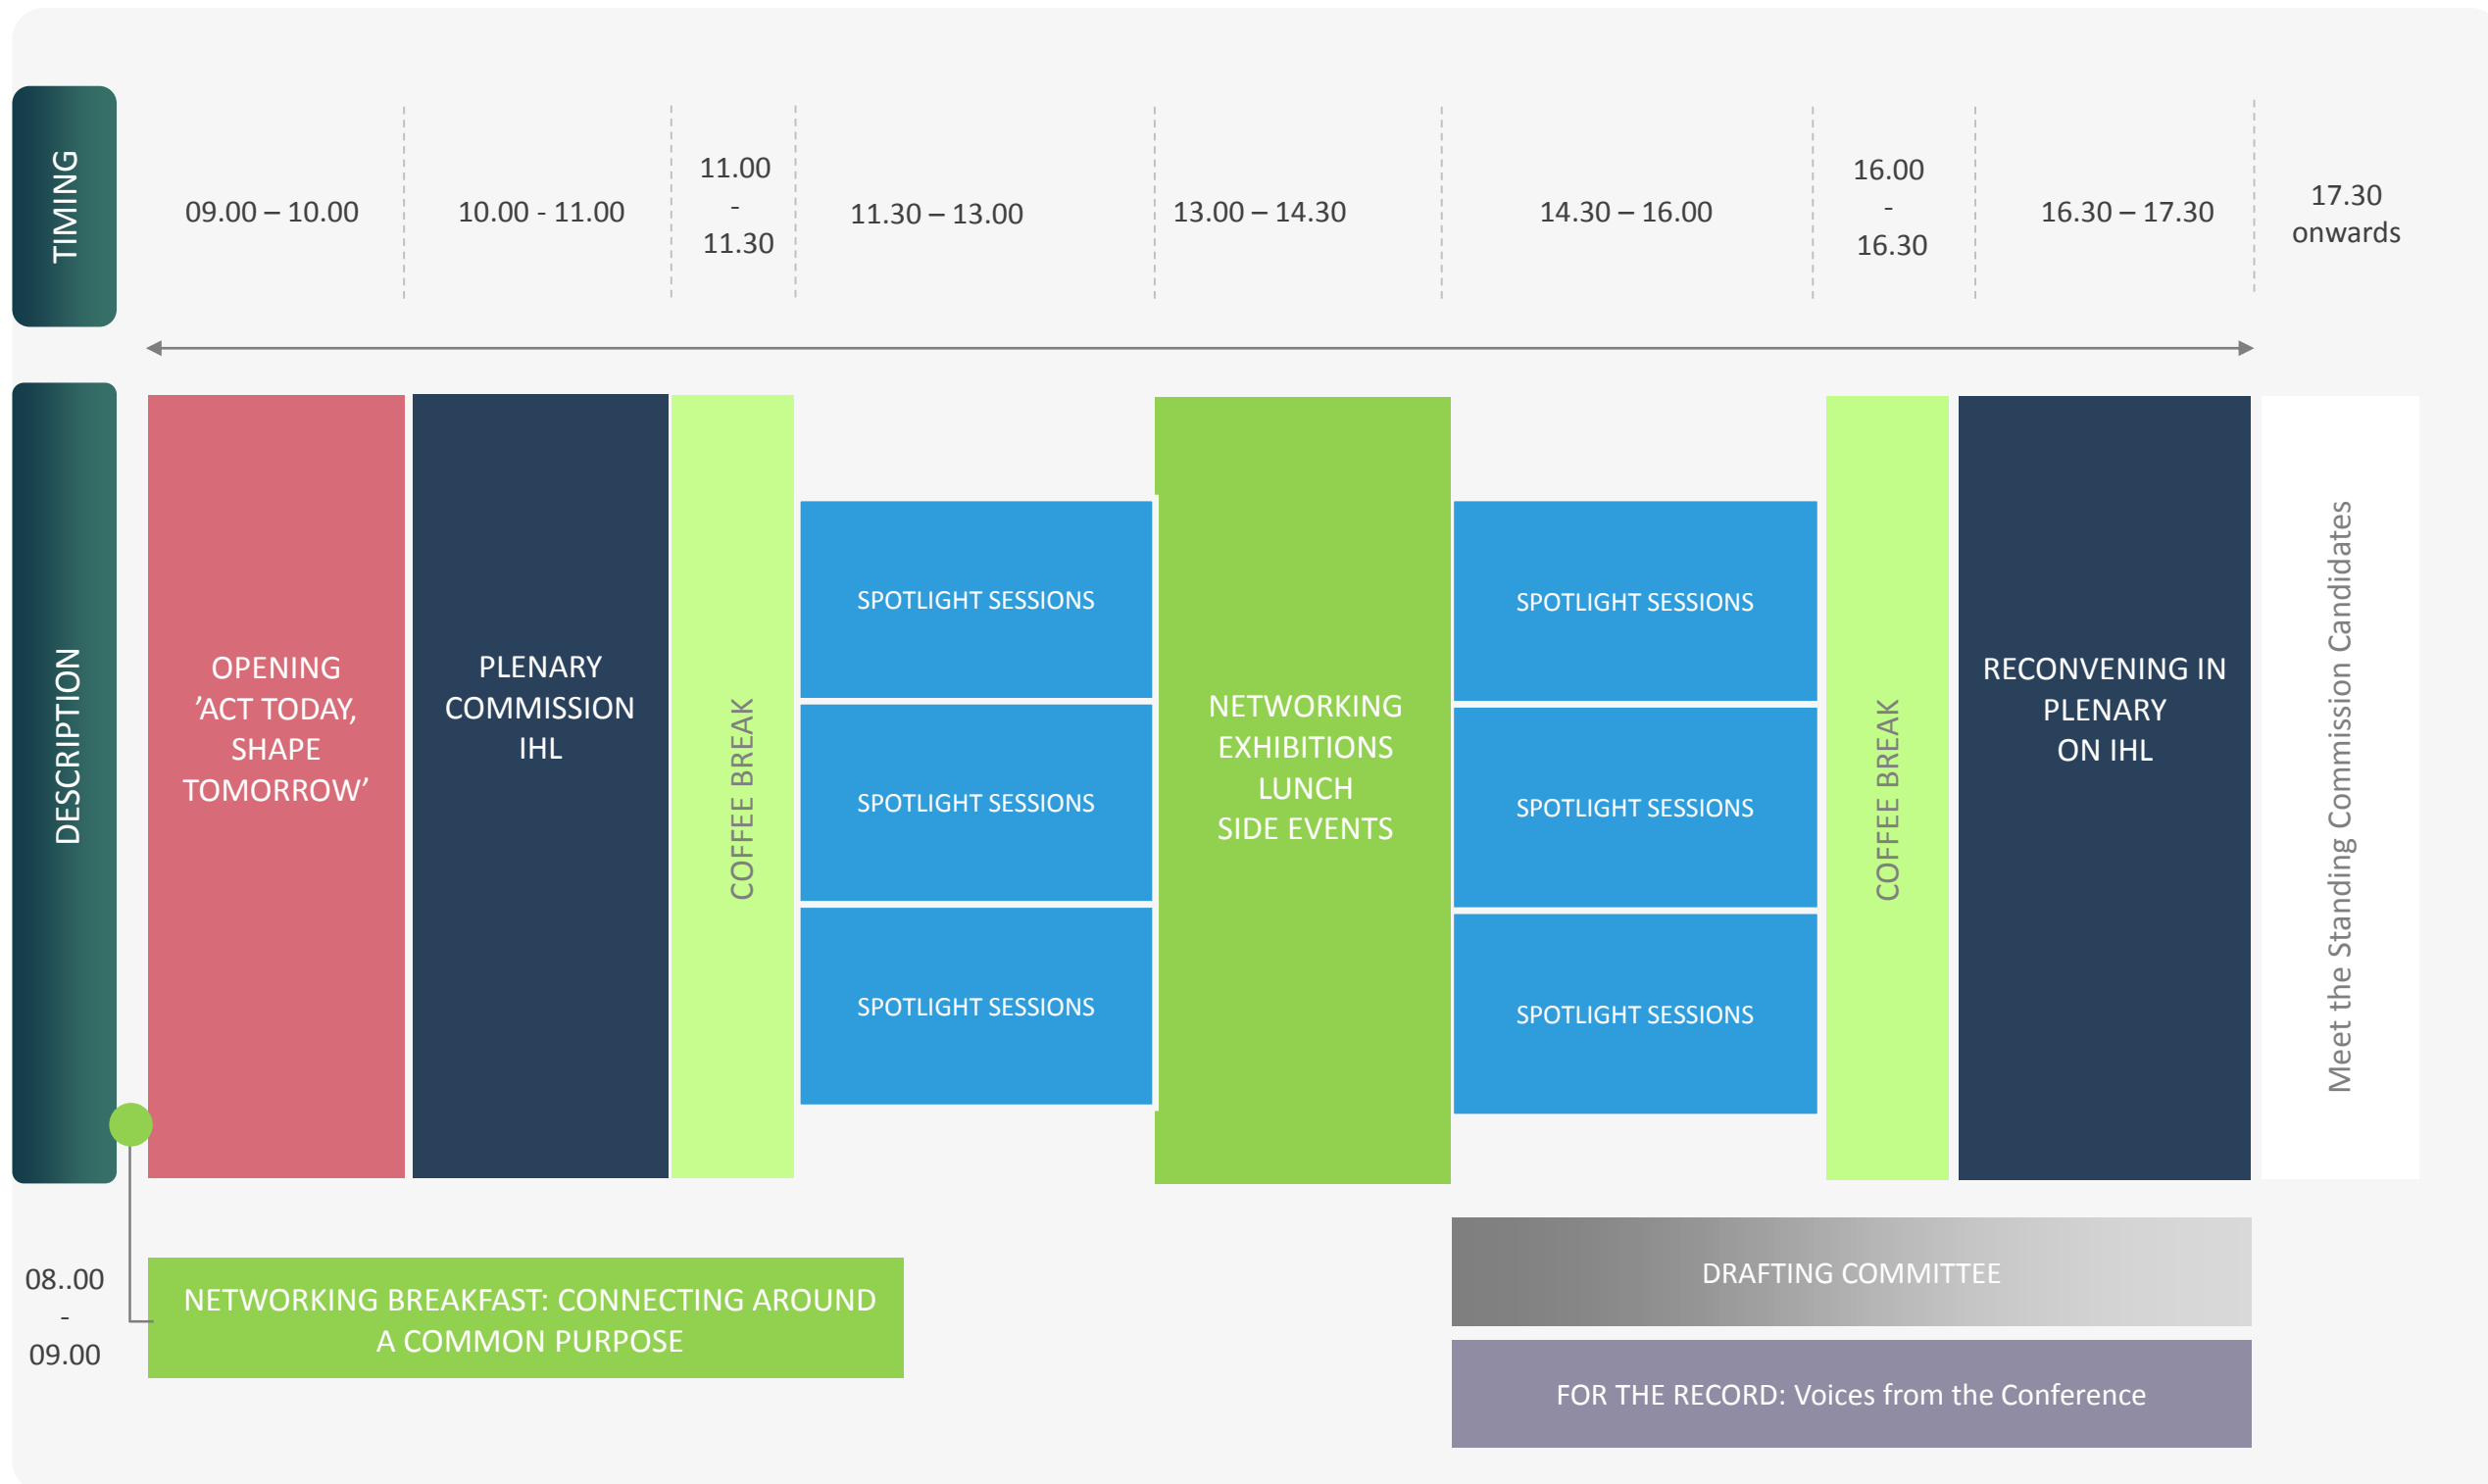 TIMING
09.00 – 10.00
10.00 - 11.00
11.00
-
11.30
11.30 – 13.00
13.00 – 14.30
14.30 – 16.00
16.00
-
16.30
16.30 – 17.30
17.30
onwards
DESCRIPTION
OPENING
’ACT TODAY,
SHAPE
TOMORROW’
PLENARY
COMMISSION
IHL
COFFEE BREAK
SPOTLIGHT SESSIONS
SPOTLIGHT SESSIONS
SPOTLIGHT SESSIONS
NETWORKING
EXHIBITIONS
LUNCH
SIDE EVENTS
SPOTLIGHT SESSIONS
SPOTLIGHT SESSIONS
SPOTLIGHT SESSIONS
COFFEE BREAK
RECONVENING IN
PLENARY
ON IHL
Meet the Standing Commission Candidates
08..00
-
09.00
NETWORKING BREAKFAST: CONNECTING AROUND
A COMMON PURPOSE
DRAFTING COMMITTEE
FOR THE RECORD: Voices from the Conference